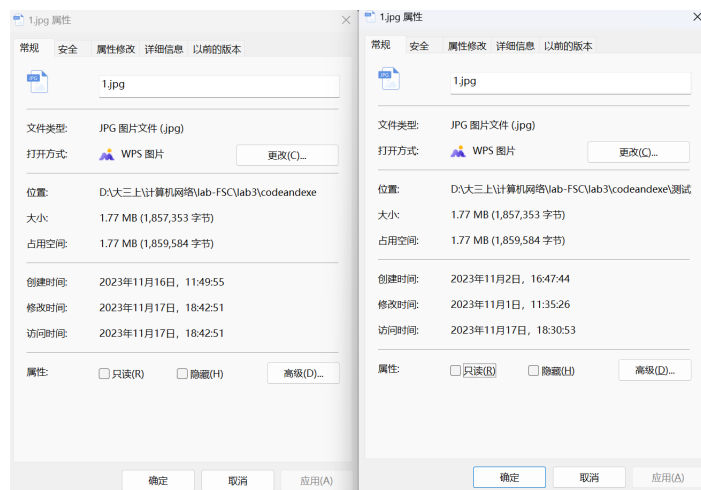 1.jpg 属性
常规 安全 属性修改 详细信息 以前的版本
JPG
1.jpg
文件类型: JPG 图片文件 (.jpg)
打开方式: WPS 图片 更改(C)...
位置: D:\大三上\计算机网络\lab-FSC\lab3\codeandexe
大小: 1.77 MB (1,857,353 字节)
占用空间: 1.77 MB (1,859,584 字节)
创建时间: 2023年11月16日，11:49:55
修改时间: 2023年11月17日，18:42:51
访问时间: 2023年11月17日，18:42:51
属性: 只读(R) 隐藏(H) 高级(D)...
确定 取消 应用(A)
1.jpg 属性
常规 安全 属性修改 详细信息 以前的版本
JPG
1.jpg
文件类型: JPG 图片文件 (.jpg)
打开方式: WPS 图片 更改(C)...
位置: D:\大三上\计算机网络\lab-FSC\lab3\codeandexe\测试
大小: 1.77 MB (1,857,353 字节)
占用空间: 1.77 MB (1,859,584 字节)
创建时间: 2023年11月2日，16:47:44
修改时间: 2023年11月1日，11:35:26
访问时间: 2023年11月17日，18:30:53
属性: 只读(R) 隐藏(H) 高级(D)...
确定 取消 应用(A)